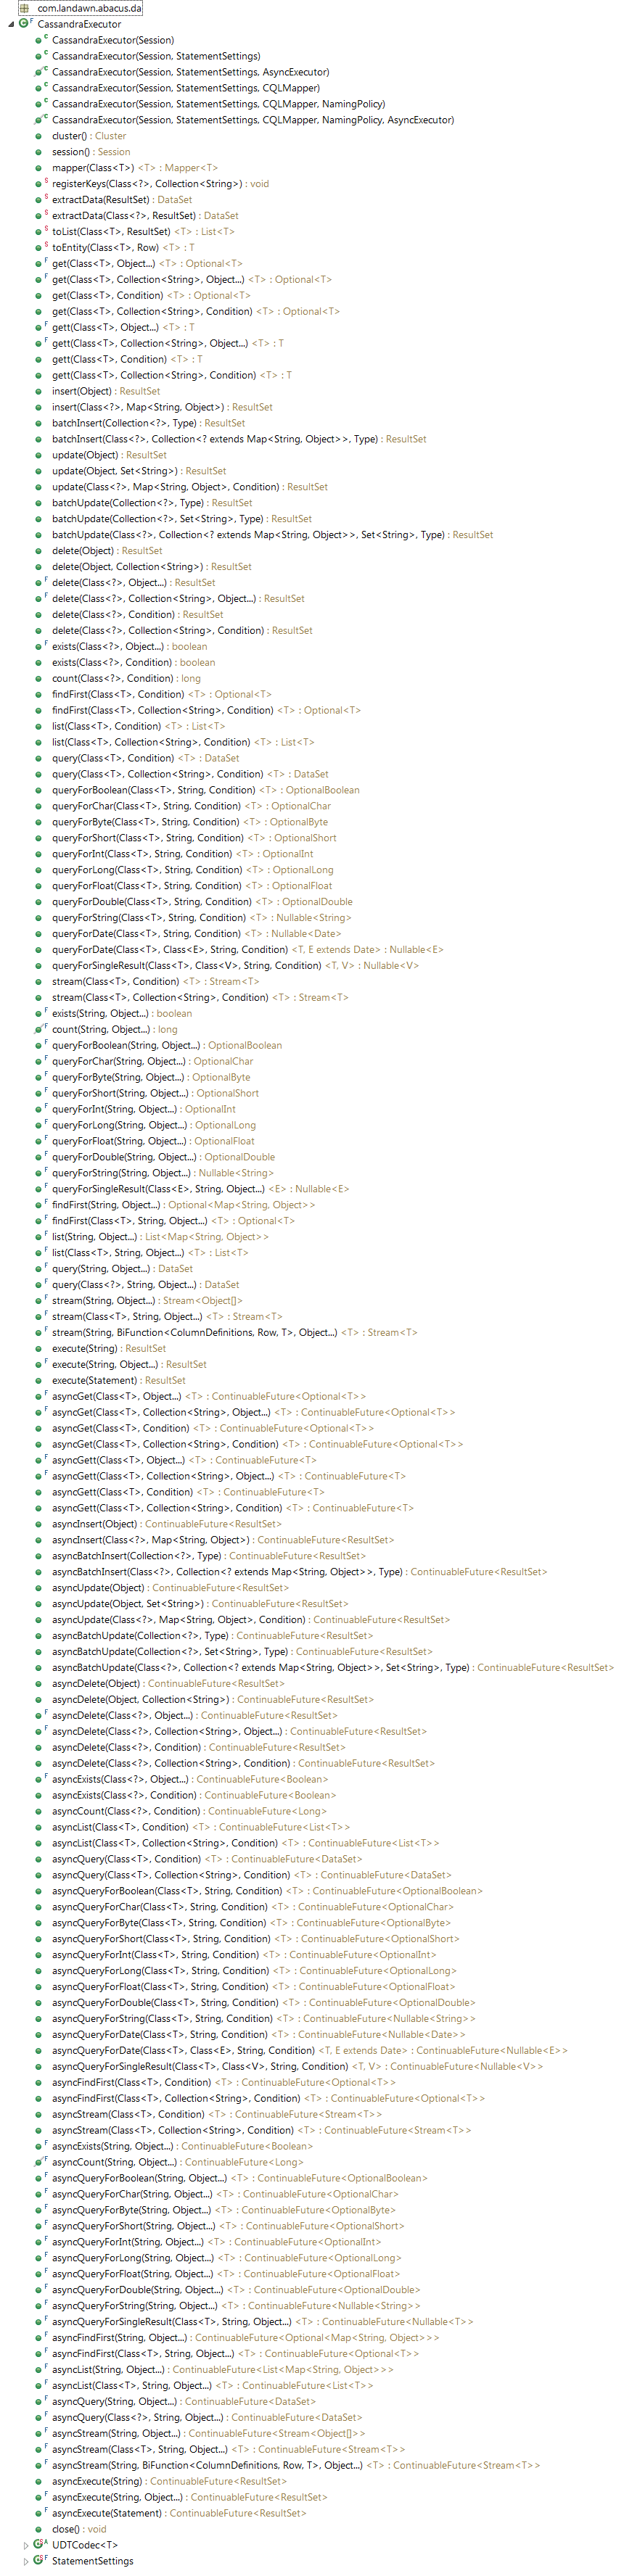 com.landawn.abacus.da
F CassandraExecutor
C CassandraExecutor(Session)
C CassandraExecutor(Session, StatementSettings)
C CassandraExecutor(Session, StatementSettings, AsyncExecutor)
C CassandraExecutor(Session, StatementSettings, CQLMapper)
C CassandraExecutor(Session, StatementSettings, CQLMapper, NamingPolicy)
C CassandraExecutor(Session, StatementSettings, CQLMapper, NamingPolicy, AsyncExecutor)
cluster() : Cluster
session() : Session
mapper(Class<T>) <T> : Mapper<T>
S registerKeys(Class<?>, Collection<String>) : void
S extractData(ResultSet) : DataSet
S extractData(Class<?>, ResultSet) : DataSet
S toList(Class<T>, ResultSet) <T> : List<T>
S toEntity(Class<T>, Row) <T> : T
F get(Class<T>, Object...) <T> : Optional<T>
F get(Class<T>, Collection<String>, Object...) <T> : Optional<T>
get(Class<T>, Condition) <T> : Optional<T>
get(Class<T>, Collection<String>, Condition) <T> : Optional<T>
F gett(Class<T>, Object...) <T> : T
F gett(Class<T>, Collection<String>, Object...) <T> : T
gett(Class<T>, Condition) <T> : T
gett(Class<T>, Collection<String>, Condition) <T> : T
insert(Object) : ResultSet
insert(Class<?>, Map<String, Object>) : ResultSet
batchInsert(Collection<?>, Type) : ResultSet
batchInsert(Class<?>, Collection<? extends Map<String, Object>>, Type) : ResultSet
update(Object) : ResultSet
update(Object, Set<String>) : ResultSet
update(Class<?>, Map<String, Object>, Condition) : ResultSet
batchUpdate(Collection<?>, Type) : ResultSet
batchUpdate(Collection<?>, Set<String>, Type) : ResultSet
batchUpdate(Class<?>, Collection<? extends Map<String, Object>>, Set<String>, Type) : ResultSet
delete(Object) : ResultSet
delete(Object, Collection<String>) : ResultSet
F delete(Class<?>, Object...) : ResultSet
F delete(Class<?>, Collection<String>, Object...) : ResultSet
delete(Class<?>, Condition) : ResultSet
delete(Class<?>, Collection<String>, Condition) : ResultSet
F exists(Class<?>, Object...) : boolean
exists(Class<?>, Condition) : boolean
count(Class<?>, Condition) : long
findFirst(Class<T>, Condition) <T> : Optional<T>
findFirst(Class<T>, Collection<String>, Condition) <T> : Optional<T>
list(Class<T>, Condition) <T> : List<T>
list(Class<T>, Collection<String>, Condition) <T> : List<T>
query(Class<T>, Condition) <T> : DataSet
query(Class<T>, Collection<String>, Condition) <T> : DataSet
queryForBoolean(Class<T>, String, Condition) <T> : OptionalBoolean
queryForChar(Class<T>, String, Condition) <T> : OptionalChar
queryForByte(Class<T>, String, Condition) <T> : OptionalByte
queryForShort(Class<T>, String, Condition) <T> : OptionalShort
queryForInt(Class<T>, String, Condition) <T> : OptionalInt
queryForLong(Class<T>, String, Condition) <T> : OptionalLong
queryForFloat(Class<T>, String, Condition) <T> : OptionalFloat
queryForDouble(Class<T>, String, Condition) <T> : OptionalDouble
queryForString(Class<T>, String, Condition) <T> : Nullable<String>
queryForDate(Class<T>, String, Condition) <T> : Nullable<Date>
queryForDate(Class<T>, Class<E>, String, Condition) <T, E extends Date> : Nullable<E>
queryForSingleResult(Class<T>, Class<V>, String, Condition) <T, V> : Nullable<V>
stream(Class<T>, Condition) <T> : Stream<T>
stream(Class<T>, Collection<String>, Condition) <T> : Stream<T>
F exists(String, Object...) : boolean
F count(String, Object...) : long
F queryForBoolean(String, Object...) : OptionalBoolean
F queryForChar(String, Object...) : OptionalChar
F queryForByte(String, Object...) : OptionalByte
F queryForShort(String, Object...) : OptionalShort
F queryForInt(String, Object...) : OptionalInt
F queryForLong(String, Object...) : OptionalLong
F queryForFloat(String, Object...) : OptionalFloat
F queryForDouble(String, Object...) : OptionalDouble
F queryForString(String, Object...) : Nullable<String>
F queryForSingleResult(Class<E>, String, Object...) <E> : Nullable<E>
F findFirst(String, Object...) : Optional<Map<String, Object>>
F findFirst(Class<T>, String, Object...) <T> : Optional<T>
F list(String, Object...) : List<Map<String, Object>>
F list(Class<T>, String, Object...) <T> : List<T>
F query(String, Object...) : DataSet
F query(Class<?>, String, Object...) : DataSet
F stream(String, Object...) : Stream<Object[]>
F stream(Class<T>, String, Object...) <T> : Stream<T>
F stream(String, BiFunction<ColumnDefinitions, Row, T>, Object...) <T> : Stream<T>
execute(String) : ResultSet
F execute(String, Object...) : ResultSet
execute(Statement) : ResultSet
F asyncGet(Class<T>, Object...) <T> : ContinuableFuture<Optional<T>>
F asyncGet(Class<T>, Collection<String>, Object...) <T> : ContinuableFuture<Optional<T>>
asyncGet(Class<T>, Condition) <T> : ContinuableFuture<Optional<T>>
asyncGet(Class<T>, Collection<String>, Condition) <T> : ContinuableFuture<Optional<T>>
F asyncGett(Class<T>, Object...) <T> : ContinuableFuture<T>
F asyncGett(Class<T>, Collection<String>, Object...) <T> : ContinuableFuture<T>
asyncGett(Class<T>, Condition) <T> : ContinuableFuture<T>
asyncGett(Class<T>, Collection<String>, Condition) <T> : ContinuableFuture<T>
asyncInsert(Object) : ContinuableFuture<ResultSet>
asyncInsert(Class<?>, Map<String, Object>) : ContinuableFuture<ResultSet>
asyncBatchInsert(Collection<?>, Type) : ContinuableFuture<ResultSet>
asyncBatchInsert(Class<?>, Collection<? extends Map<String, Object>>, Type) : ContinuableFuture<ResultSet>
asyncUpdate(Object) : ContinuableFuture<ResultSet>
asyncUpdate(Object, Set<String>) : ContinuableFuture<ResultSet>
asyncUpdate(Class<?>, Map<String, Object>, Condition) : ContinuableFuture<ResultSet>
asyncBatchUpdate(Collection<?>, Type) : ContinuableFuture<ResultSet>
asyncBatchUpdate(Collection<?>, Set<String>, Type) : ContinuableFuture<ResultSet>
asyncBatchUpdate(Class<?>, Collection<? extends Map<String, Object>>, Set<String>, Type) : ContinuableFuture<ResultSet>
asyncDelete(Object) : ContinuableFuture<ResultSet>
asyncDelete(Object, Collection<String>) : ContinuableFuture<ResultSet>
F asyncDelete(Class<?>, Object...) : ContinuableFuture<ResultSet>
F asyncDelete(Class<?>, Collection<String>, Object...) : ContinuableFuture<ResultSet>
asyncDelete(Class<?>, Condition) : ContinuableFuture<ResultSet>
asyncDelete(Class<?>, Collection<String>, Condition) : ContinuableFuture<ResultSet>
F asyncExists(Class<?>, Object...) : ContinuableFuture<Boolean>
asyncExists(Class<?>, Condition) : ContinuableFuture<Boolean>
asyncCount(Class<?>, Condition) : ContinuableFuture<Long>
asyncList(Class<T>, Condition) <T> : ContinuableFuture<List<T>>
asyncList(Class<T>, Collection<String>, Condition) <T> : ContinuableFuture<List<T>>
asyncQuery(Class<T>, Condition) <T> : ContinuableFuture<DataSet>
asyncQuery(Class<T>, Collection<String>, Condition) <T> : ContinuableFuture<DataSet>
asyncQueryForBoolean(Class<T>, String, Condition) <T> : ContinuableFuture<OptionalBoolean>
asyncQueryForChar(Class<T>, String, Condition) <T> : ContinuableFuture<OptionalChar>
asyncQueryForByte(Class<T>, String, Condition) <T> : ContinuableFuture<OptionalByte>
asyncQueryForShort(Class<T>, String, Condition) <T> : ContinuableFuture<OptionalShort>
asyncQueryForInt(Class<T>, String, Condition) <T> : ContinuableFuture<OptionalInt>
asyncQueryForLong(Class<T>, String, Condition) <T> : ContinuableFuture<OptionalLong>
asyncQueryForFloat(Class<T>, String, Condition) <T> : ContinuableFuture<OptionalFloat>
asyncQueryForDouble(Class<T>, String, Condition) <T> : ContinuableFuture<OptionalDouble>
asyncQueryForString(Class<T>, String, Condition) <T> : ContinuableFuture<Nullable<String>>
asyncQueryForDate(Class<T>, String, Condition) <T> : ContinuableFuture<Nullable<Date>>
asyncQueryForDate(Class<T>, Class<E>, String, Condition) <T, E extends Date> : ContinuableFuture<Nullable<E>>
asyncQueryForSingleResult(Class<T>, Class<V>, String, Condition) <T, V> : ContinuableFuture<Nullable<V>>
asyncFindFirst(Class<T>, Condition) <T> : ContinuableFuture<Optional<T>>
asyncFindFirst(Class<T>, Collection<String>, Condition) <T> : ContinuableFuture<Optional<T>>
asyncStream(Class<T>, Condition) <T> : ContinuableFuture<Stream<T>>
asyncStream(Class<T>, Collection<String>, Condition) <T> : ContinuableFuture<Stream<T>>
F asyncExists(String, Object...) : ContinuableFuture<Boolean>
F asyncCount(String, Object...) : ContinuableFuture<Long>
F asyncQueryForBoolean(String, Object...) <T> : ContinuableFuture<OptionalBoolean>
F asyncQueryForChar(String, Object...) <T> : ContinuableFuture<OptionalChar>
F asyncQueryForByte(String, Object...) <T> : ContinuableFuture<OptionalByte>
F asyncQueryForShort(String, Object...) <T> : ContinuableFuture<OptionalShort>
F asyncQueryForInt(String, Object...) <T> : ContinuableFuture<OptionalInt>
F asyncQueryForLong(String, Object...) <T> : ContinuableFuture<OptionalLong>
F asyncQueryForFloat(String, Object...) <T> : ContinuableFuture<OptionalFloat>
F asyncQueryForDouble(String, Object...) <T> : ContinuableFuture<OptionalDouble>
F asyncQueryForString(String, Object...) <T> : ContinuableFuture<Nullable<String>>
F asyncQueryForSingleResult(Class<T>, String, Object...) <T> : ContinuableFuture<Nullable<T>>
F asyncFindFirst(String, Object...) : ContinuableFuture<Optional<Map<String, Object>>>
F asyncFindFirst(Class<T>, String, Object...) <T> : ContinuableFuture<Optional<T>>
F asyncList(String, Object...) : ContinuableFuture<List<Map<String, Object>>>
F asyncList(Class<T>, String, Object...) <T> : ContinuableFuture<List<T>>
F asyncQuery(String, Object...) : ContinuableFuture<DataSet>
F asyncQuery(Class<?>, String, Object...) : ContinuableFuture<DataSet>
F asyncStream(String, Object...) : ContinuableFuture<Stream<Object[]>>
F asyncStream(Class<T>, String, Object...) <T> : ContinuableFuture<Stream<T>>
F asyncStream(String, BiFunction<ColumnDefinitions, Row, T>, Object...) <T> : ContinuableFuture<Stream<T>>
F asyncExecute(String) : ContinuableFuture<ResultSet>
F asyncExecute(String, Object...) : ContinuableFuture<ResultSet>
F asyncExecute(Statement) : ContinuableFuture<ResultSet>
close() : void
A UDTCodec<T>
F StatementSettings